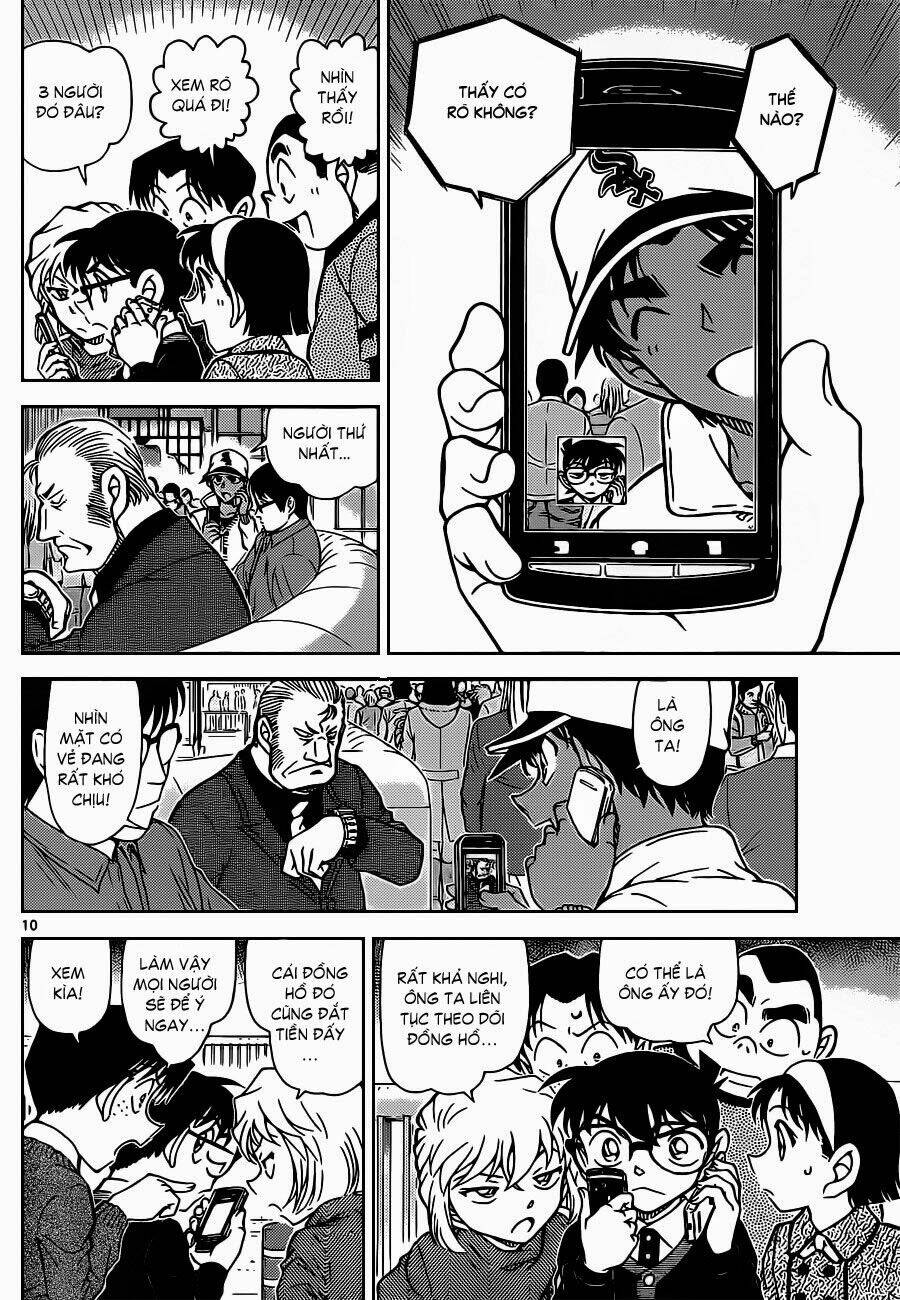 THẾ
NÀO?
THẤY CÓ
RÕ KHÔNG?
NHÌN
THẤY
RỒI!
XEM RÕ
QUÁ ĐI!
3 NGƯỜI
ĐÓ ĐÂU?
NGƯỜI THỨ
NHẤT...
LÀ
ÔNG
TA!
NHÌN
MẶT CÓ
VẺ ĐANG
RẤT KHÓ
CHỊU!
10
CÓ THỂ LÀ
ÔNG ẤY ĐÓ!
RẤT KHẢ NGHI,
ÔNG TA LIÊN
TỤC THEO DÕI
ĐỒNG HỒ...
CÁI ĐỒNG
HỒ ĐÓ
CŨNG ĐẮT
TIỀN ĐẤY
...
LÀM VẬY
MỌI NGƯỜI
SẼ ĐỂ Ý
NGAY...
XEM
KÌA!